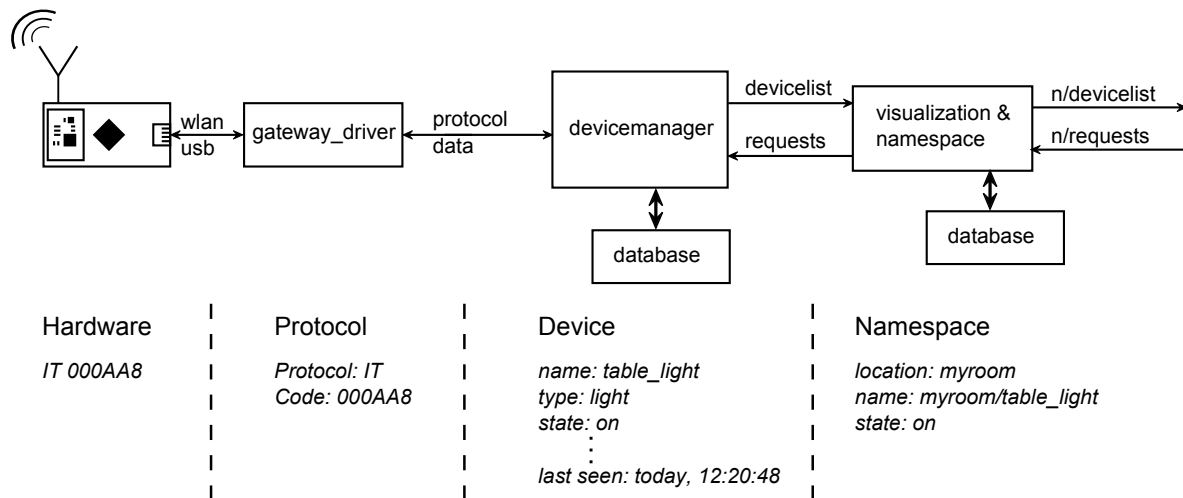 wlan
usb
gateway_driver
protocol
data
devicemanager
devicelist
requests
visualization &
namespace
n/devicelist
n/requests
database
database
Hardware
IT 000AA8
Protocol
Protocol: IT
Code: 000AA8
Device
name: table_light
type: light
state: on
last seen: today, 12:20:48
Namespace
location: myroom
name: myroom/table_light
state: on